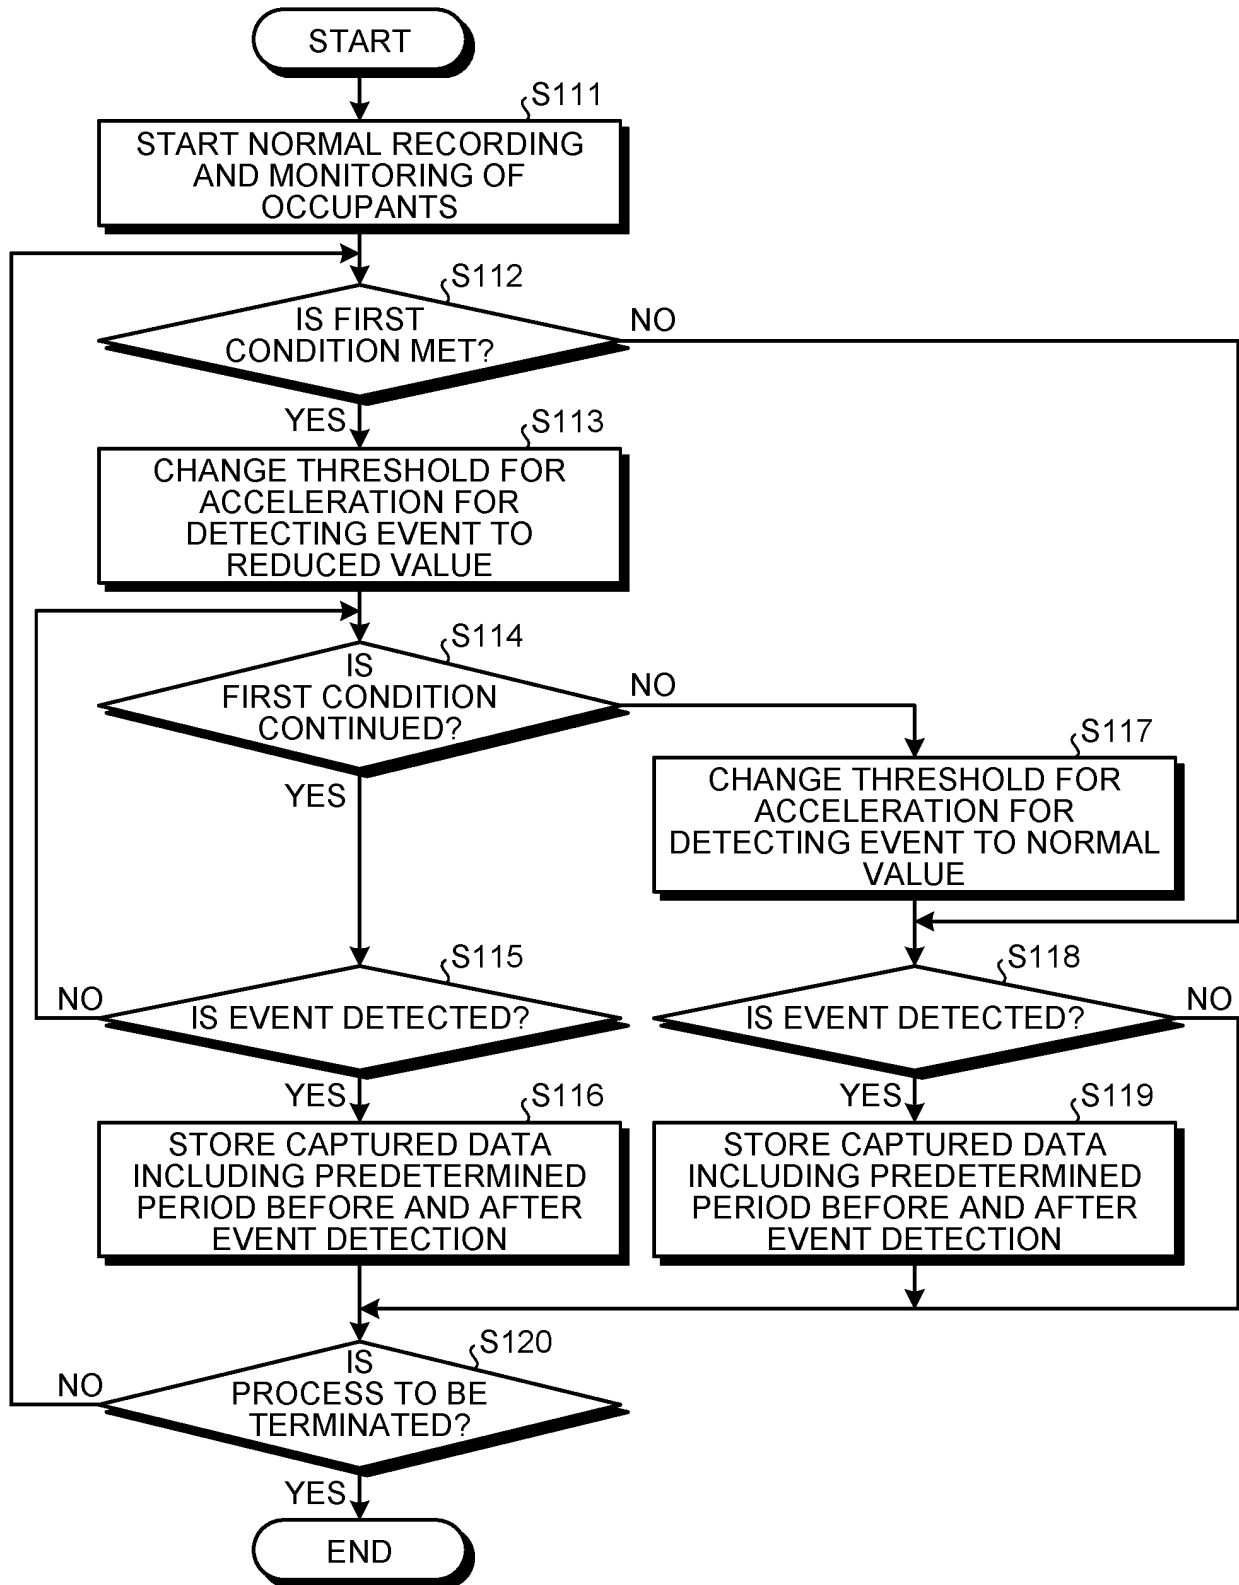 START
S111
START NORMAL RECORDING
AND MONITORING OF
OCCUPANTS
S112
IS FIRST
CONDITION MET?
NO
YES
S113
CHANGE THRESHOLD FOR
ACCELERATION FOR
DETECTING EVENT TO
REDUCED VALUE
S114
IS
FIRST CONDITION
CONTINUED?
NO
YES
S117
CHANGE THRESHOLD FOR
ACCELERATION FOR
DETECTING EVENT TO NORMAL
VALUE
S115
IS EVENT DETECTED?
NO
YES
S118
IS EVENT DETECTED?
NO
YES
S116
STORE CAPTURED DATA
INCLUDING PREDETERMINED
PERIOD BEFORE AND AFTER
EVENT DETECTION
S119
STORE CAPTURED DATA
INCLUDING PREDETERMINED
PERIOD BEFORE AND AFTER
EVENT DETECTION
S120
IS
PROCESS TO BE
TERMINATED?
NO
YES
END